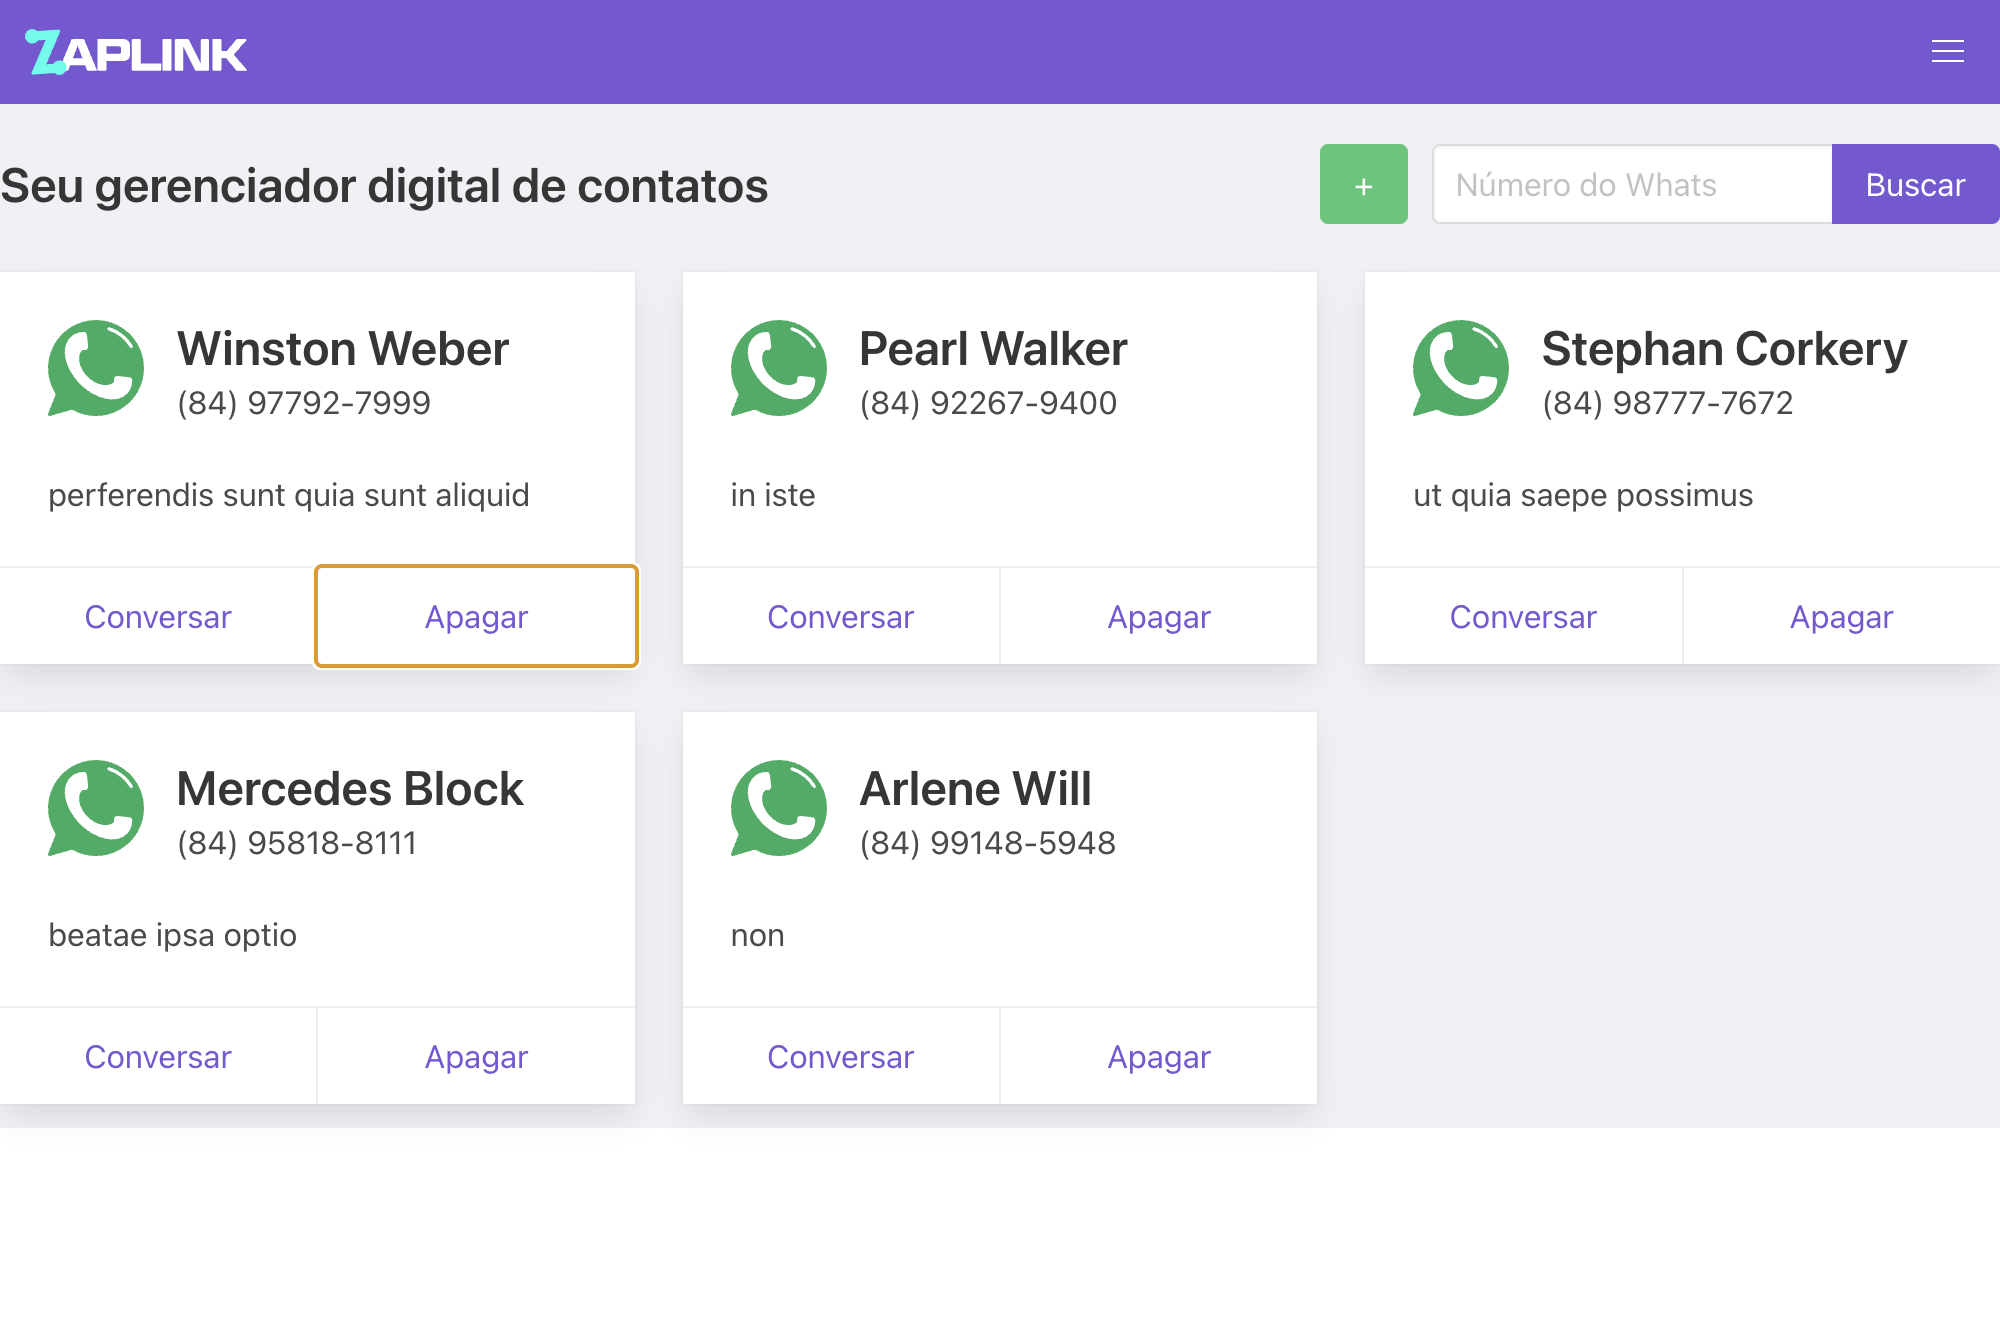 ZAPLINK
Seu gerenciador digital de contatos
+
Número do Whats
Buscar
Winston Weber
(84) 97792-7999
perferendis sunt quia sunt aliquid
Conversar
Apagar
Pearl Walker
(84) 92267-9400
in iste
Conversar
Apagar
Stephan Corkery
(84) 98777-7672
ut quia saepe possimus
Conversar
Apagar
Mercedes Block
(84) 95818-8111
beatae ipsa optio
Conversar
Apagar
Arlene Will
(84) 99148-5948
non
Conversar
Apagar